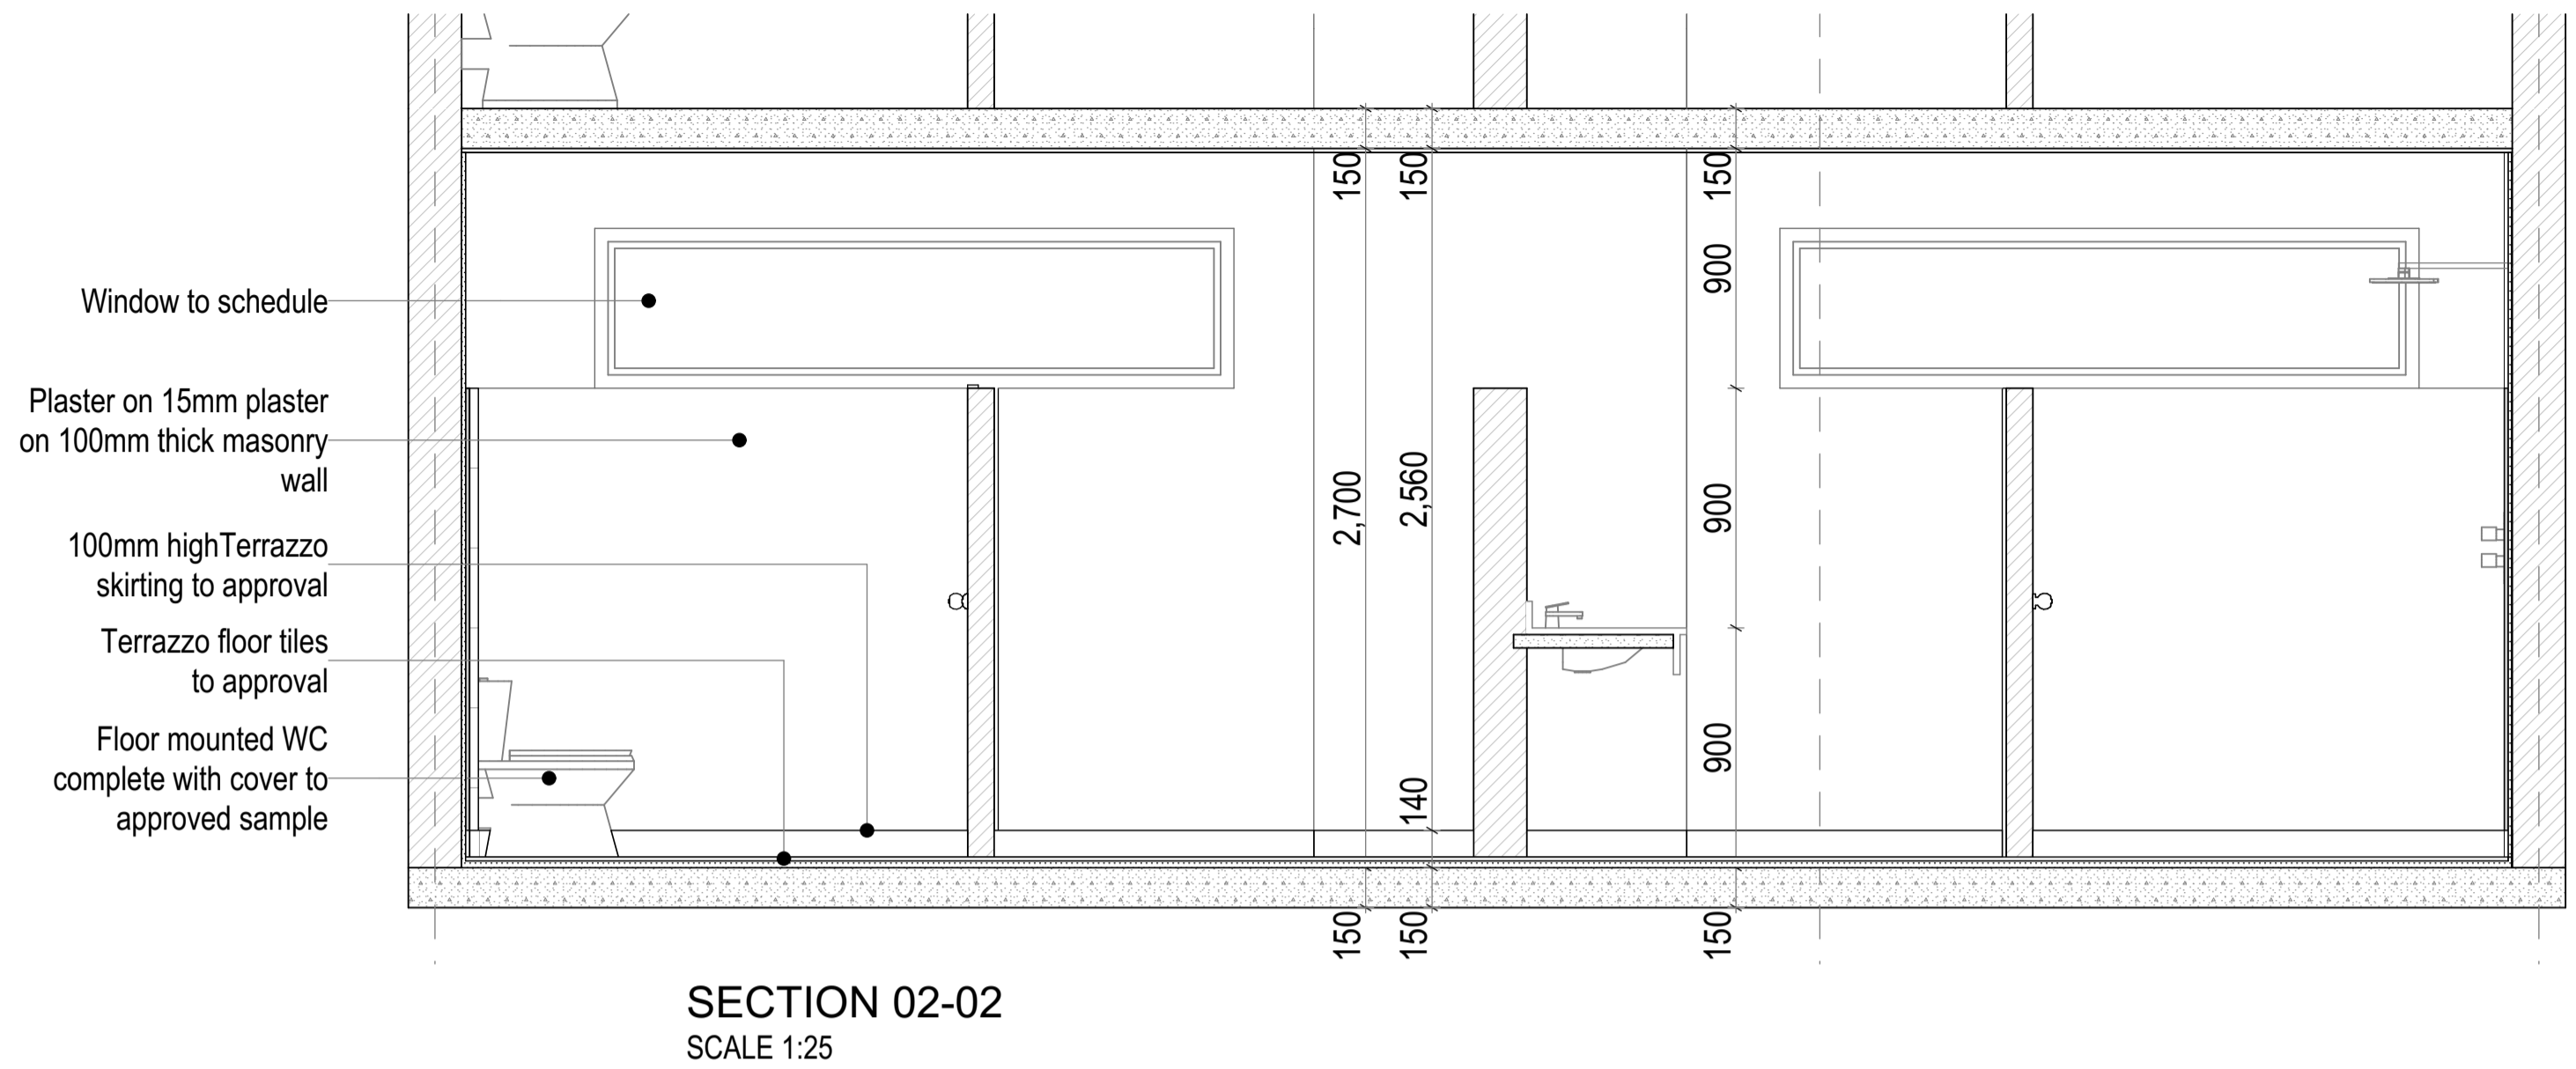 150
150
150
900
Window to schedule
Plaster on 15mm plaster
on 100mm thick masonry
wall
2,700
2,560
900
100mm highTerrazzo
skirting to approval
Terrazzo floor tiles
to approval
Floor mounted WC
complete with cover to
approved sample
140
900
150
150
150
SECTION 02-02
SCALE 1:25